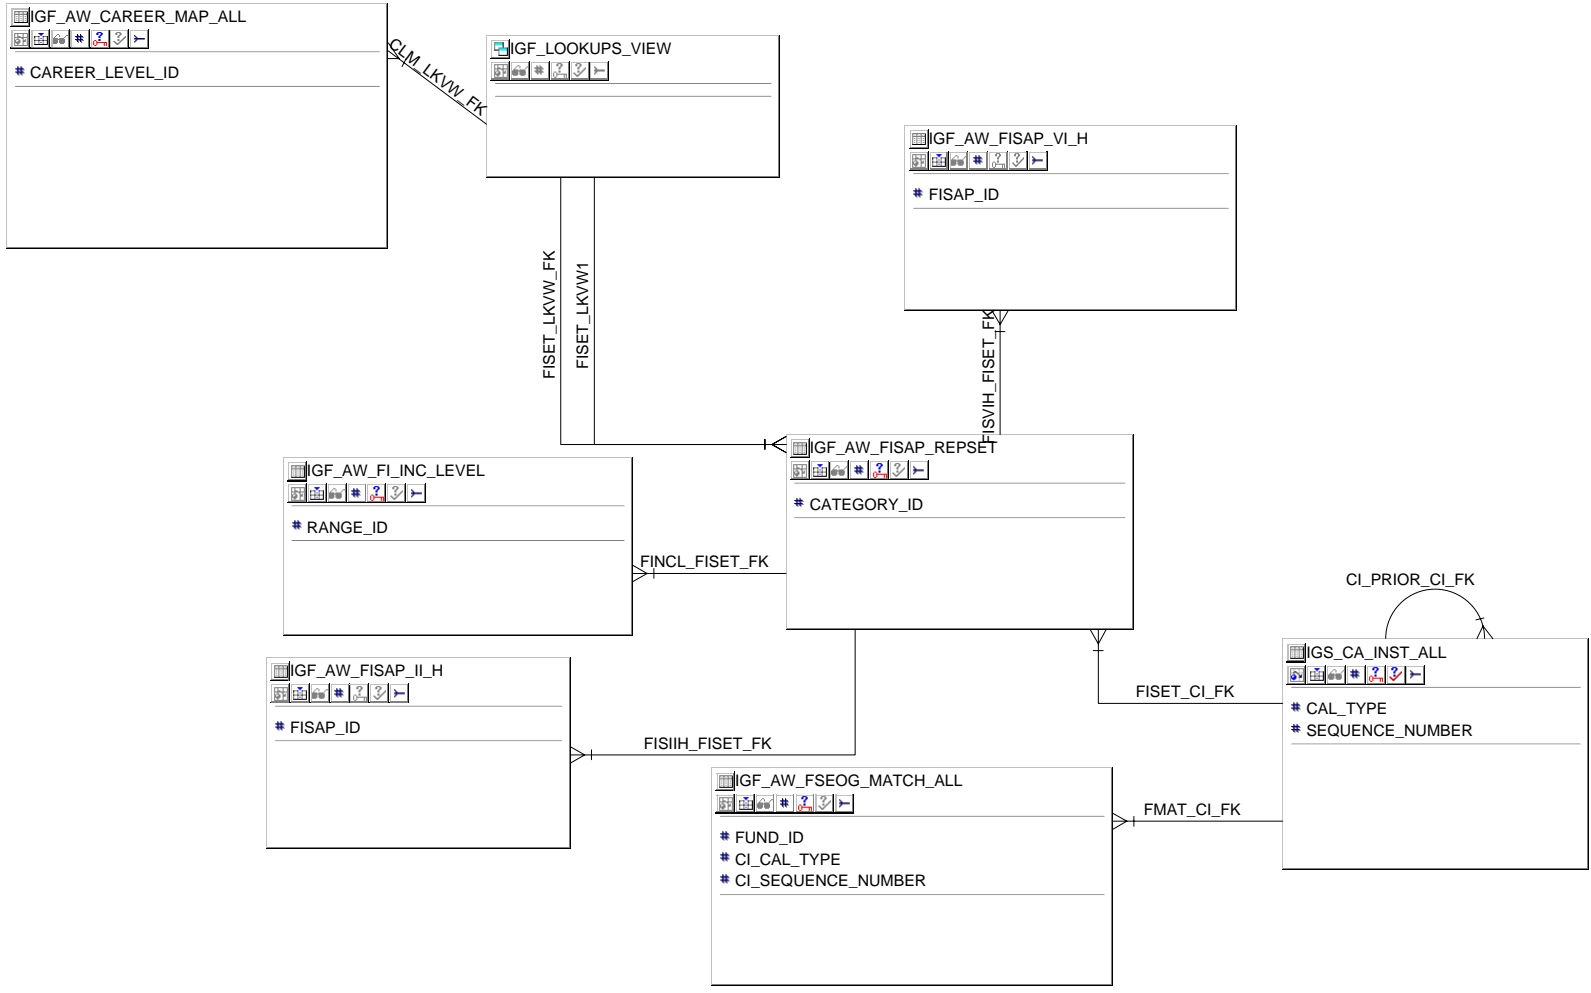 IGF_AW_CAREER_MAP_ALL
# CAREER_LEVEL_ID
CLM_LKVW_FK
IGF_LOOKUPS_VIEW
IGF_AW_FISAP_VI_H
# FISAP_ID
FISET_LKVW_FK
FISET_LKVW1
FISVIH_FISET_FK
IGF_AW_FISAP_REPSET
# CATEGORY_ID
IGF_AW_FI_INC_LEVEL
# RANGE_ID
FINCL_FISET_FK
CI_PRIOR_CI_FK
IGS_CA_INST_ALL
# CAL_TYPE
# SEQUENCE_NUMBER
FISET_CI_FK
IGF_AW_FISAP_II_H
# FISAP_ID
FISIIH_FISET_FK
IGF_AW_FSEOG_MATCH_ALL
# FUND_ID
# CI_CAL_TYPE
# CI_SEQUENCE_NUMBER
FMAT_CI_FK